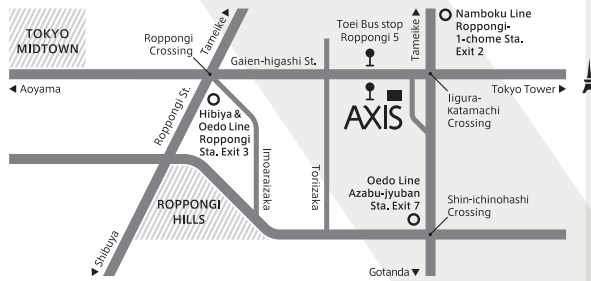 TOKYO
MIDTOWN
Roppongi
Crossing
Tameike
Toei Bus stop
Roppongi 5
Tameike
Namboku Line
Roppongi-
1-chome Sta.
Exit 2
Gaien-higashi St.
Aoyama
Tokyo Tower
Roppongi St.
Hibiya &
Oedo Line
Roppongi
Sta. Exit 3
AXIS
Iigura-
Katamachi
Crossing
Imoaraizaka
Toriizaka
Oedo Line
Azabu-jyuban
Sta. Exit 7
ROPPONGI
HILLS
Shin-ichinohashi
Crossing
Shibuya
Gotanda